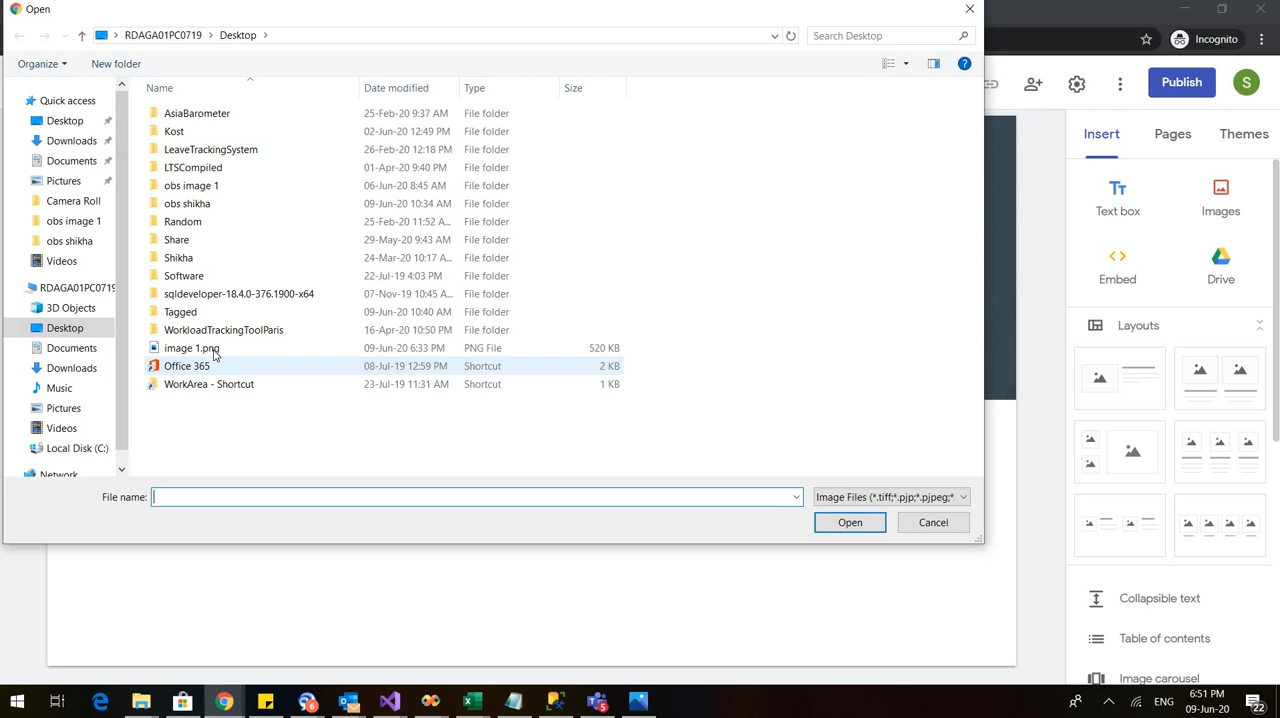 Open
RDAGA01PC0719 Desktop
Search Desktop
Incognito
Organize New folder
Publish S
Name Date modified Type Size
Quick access
Desktop
Downloads
Documents
Pictures
Camera Roll
obs image 1
obs shikha
Videos
RDAGA01PC0719
3D Objects
Desktop
Documents
Downloads
Music
Pictures
Videos
Local Disk (C:)
Network
AsiaBarometer 25-Feb-20 9:37 AM File folder
Kost 02-Jun-20 12:49 PM File folder
LeaveTrackingSystem 26-Feb-20 12:18 PM File folder
LTSCompiled 01-Apr-20 9:40 PM File folder
obs image 1 06-Jun-20 8:45 AM File folder
obs shikha 09-Jun-20 10:34 AM File folder
Random 25-Feb-20 11:52 A... File folder
Share 29-May-20 9:43 AM File folder
Shikha 24-Mar-20 10:17 A... File folder
Software 22-Jul-19 4:03 PM File folder
sqldeveloper-18.4.0-376.1900-x64 07-Nov-19 10:45 A... File folder
Tagged 09-Jun-20 10:40 AM File folder
WorkloadTrackingToolParis 16-Apr-20 10:50 PM File folder
image 1.png 09-Jun-20 6:33 PM PNG File 520 KB
Office 365 08-Jul-19 12:59 PM Shortcut 2 KB
WorkArea - Shortcut 23-Jul-19 11:31 AM Shortcut 1 KB
File name:
Image Files (*.tiff;*.pjp;*.pjpeg;*
Open Cancel
Insert Pages Themes
Text box Images
Embed Drive
Layouts
Collapsible text
Table of contents
Image carousel
ENG
6:51 PM
09-Jun-20
22